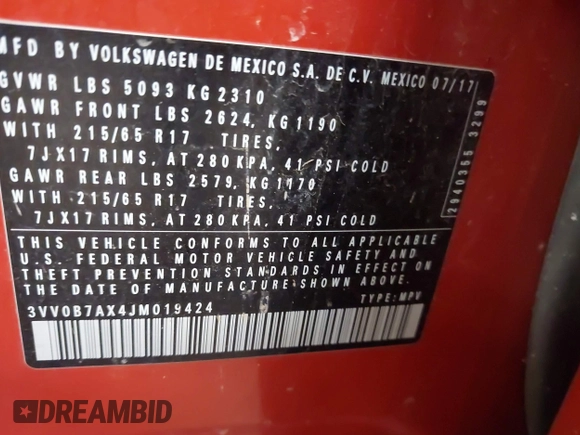 MFD BY VOLKSWAGEN DE MEXICO S.A. DE C.V. MEXICO 07/17
GVWR LBS 5093 KG 2310
GAWR FRONT LBS 2624, KG 1190
WITH 215/65 R17 TIRES,
7JX17 RIMS, AT 280 KPA, 41 PSI COLD
GAWR REAR LBS 2579, KG 1170
WITH 215/65 R17 TIRES,
7JX17 RIMS, AT 280 KPA, 41 PSI COLD
THIS VEHICLE CONFORMS TO ALL APPLICABLE
U.S. FEDERAL MOTOR VEHICLE SAFETY AND
THEFT PREVENTION STANDARDS IN EFFECT ON
THE DATE OF MANUFACTURE SHOWN ABOVE.
3VV0B7AX4JM019424 TYPE: MPV
2940355 3299
DREAMBID